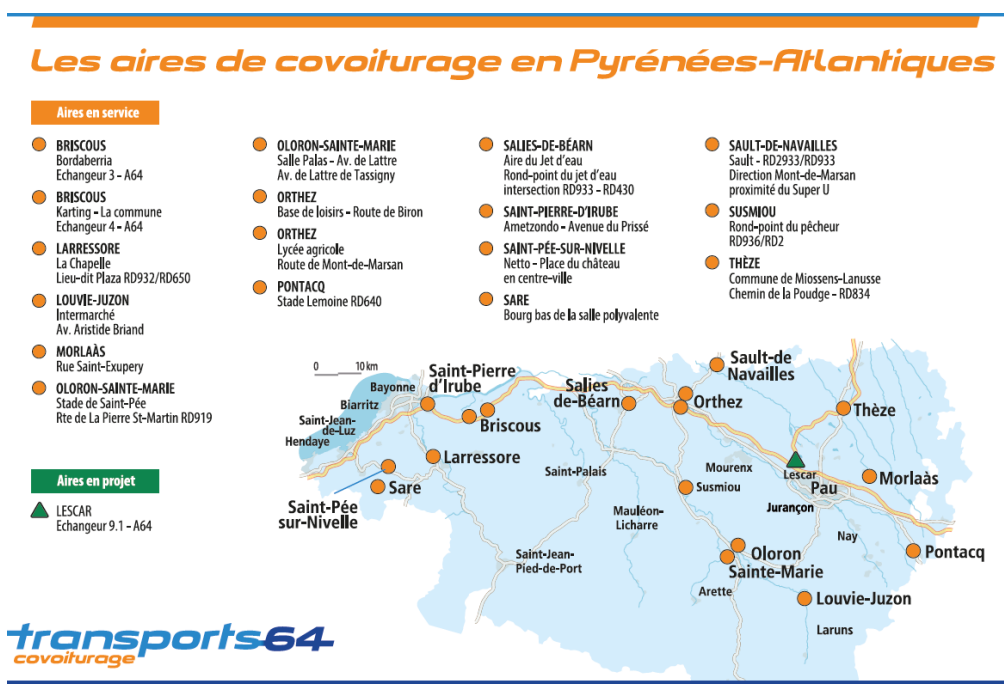 Les aires de covoiturage en Pyrénées-Atlantiques
Aires en service
BRISCOUS
Bordaberria
Echangeur 3 - A64
BRISCOUS
Karting - La commune
Echangeur 4 - A64
LARRESSORE
La Chapelle
Lieu-dit Plaza RD932/RD650
LOUVIE-JUZON
Intermarché
Av. Aristide Briand
MORLAÀS
Rue Saint-Exupery
OLORON-SAINTE-MARIE
Stade de Saint-Pée
Rte de La Pierre St-Martin RD919
OLORON-SAINTE-MARIE
Salle Palas - Av. de Lattre
Av. de Lattre de Tassigny
ORTHEZ
Base de loisirs - Route de Biron
ORTHEZ
Lycée agricole
Route de Mont-de-Marsan
PONTACQ
Stade Lemoine RD640
SALIES-DE-BÉARN
Aire du Jet d'eau
Rond-point du jet d'eau
intersection RD933 - RD430
SAINT-PIERRE-D'IRUBE
Ametzondo - Avenue du Prissé
SAINT-PÉE-SUR-NIVELLE
Netto - Place du château
en centre-ville
SARE
Bourg bas de la salle polyvalente
SAULT-DE-NAVAILLES
Sault - RD2933/RD933
Direction Mont-de-Marsan
proximité du Super U
SUSMIOU
Rond-point du pêcheur
RD936/RD2
THÈZE
Commune de Miossens-Lanusse
Chemin de la Poudge - RD834
Aires en projet
LESCAR
Echangeur 9.1 - A64
0 10 km
Bayonne
Biarritz
Saint-Jean-
de-Luz
Hendaye
Saint-Pierre
d'Irube
Briscous
Larressore
Sare
Saint-Pée
sur-Nivelle
Salies
de-Béarn
Saint-Palais
Saint-Jean-
Pied-de-Port
Mauléon-
Licharre
Sault-de
Navailles
Orthez
Mourenx
Susmiou
Thèze
Lescar
Pau
Jurançon
Morlaàs
Nay
Pontacq
Oloron
Sainte-Marie
Arette
Louvie-Juzon
Laruns
transports64
covoiturage